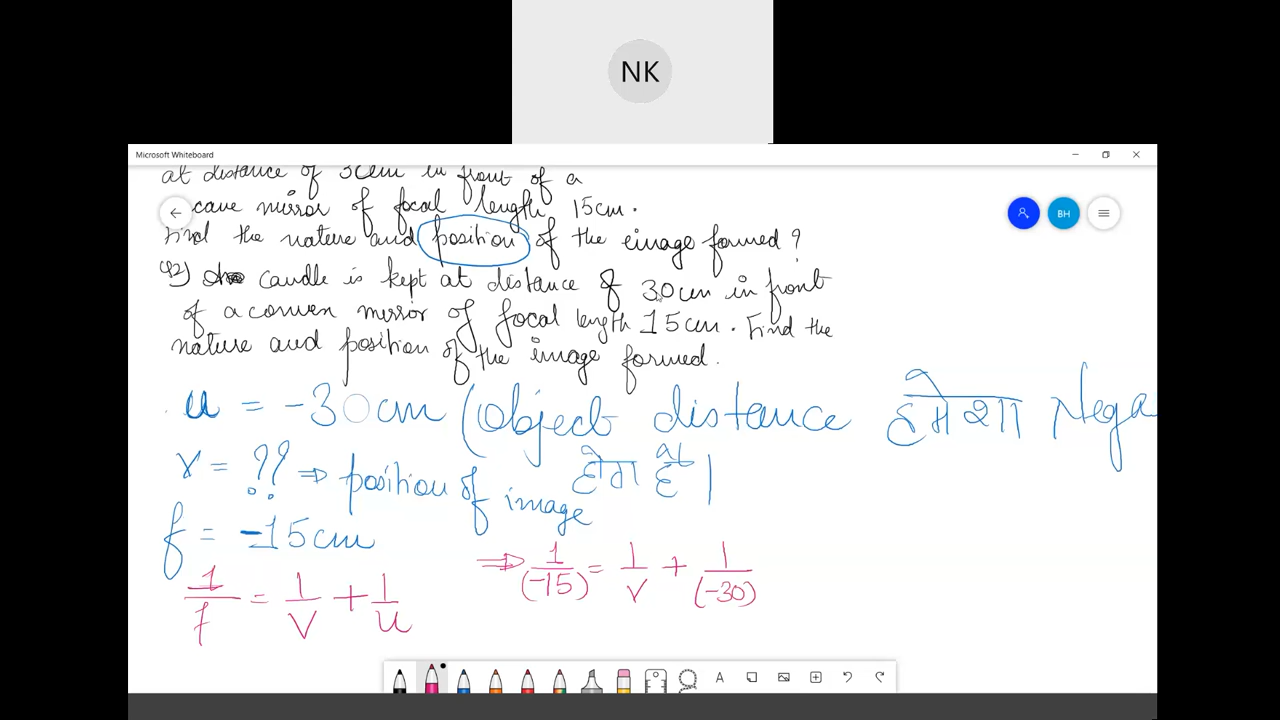 NK
Microsoft Whiteboard
at distance of 30cm in front of a
cave mirror of focal length 15cm.
Find the nature and position of the eimage formed?
Q2) candle is kept at distance of 30cm in front
of a convex mirror of focal length 15cm. Find the
nature and position of the image formed.
BH
u = -30cm (Object distance हमेशा Nega
v = ?? ⇒ position of image होता है।
f = -15cm
1/f = 1/v + 1/u
⇒ 1/(-15) = 1/v + 1/(-30)
A